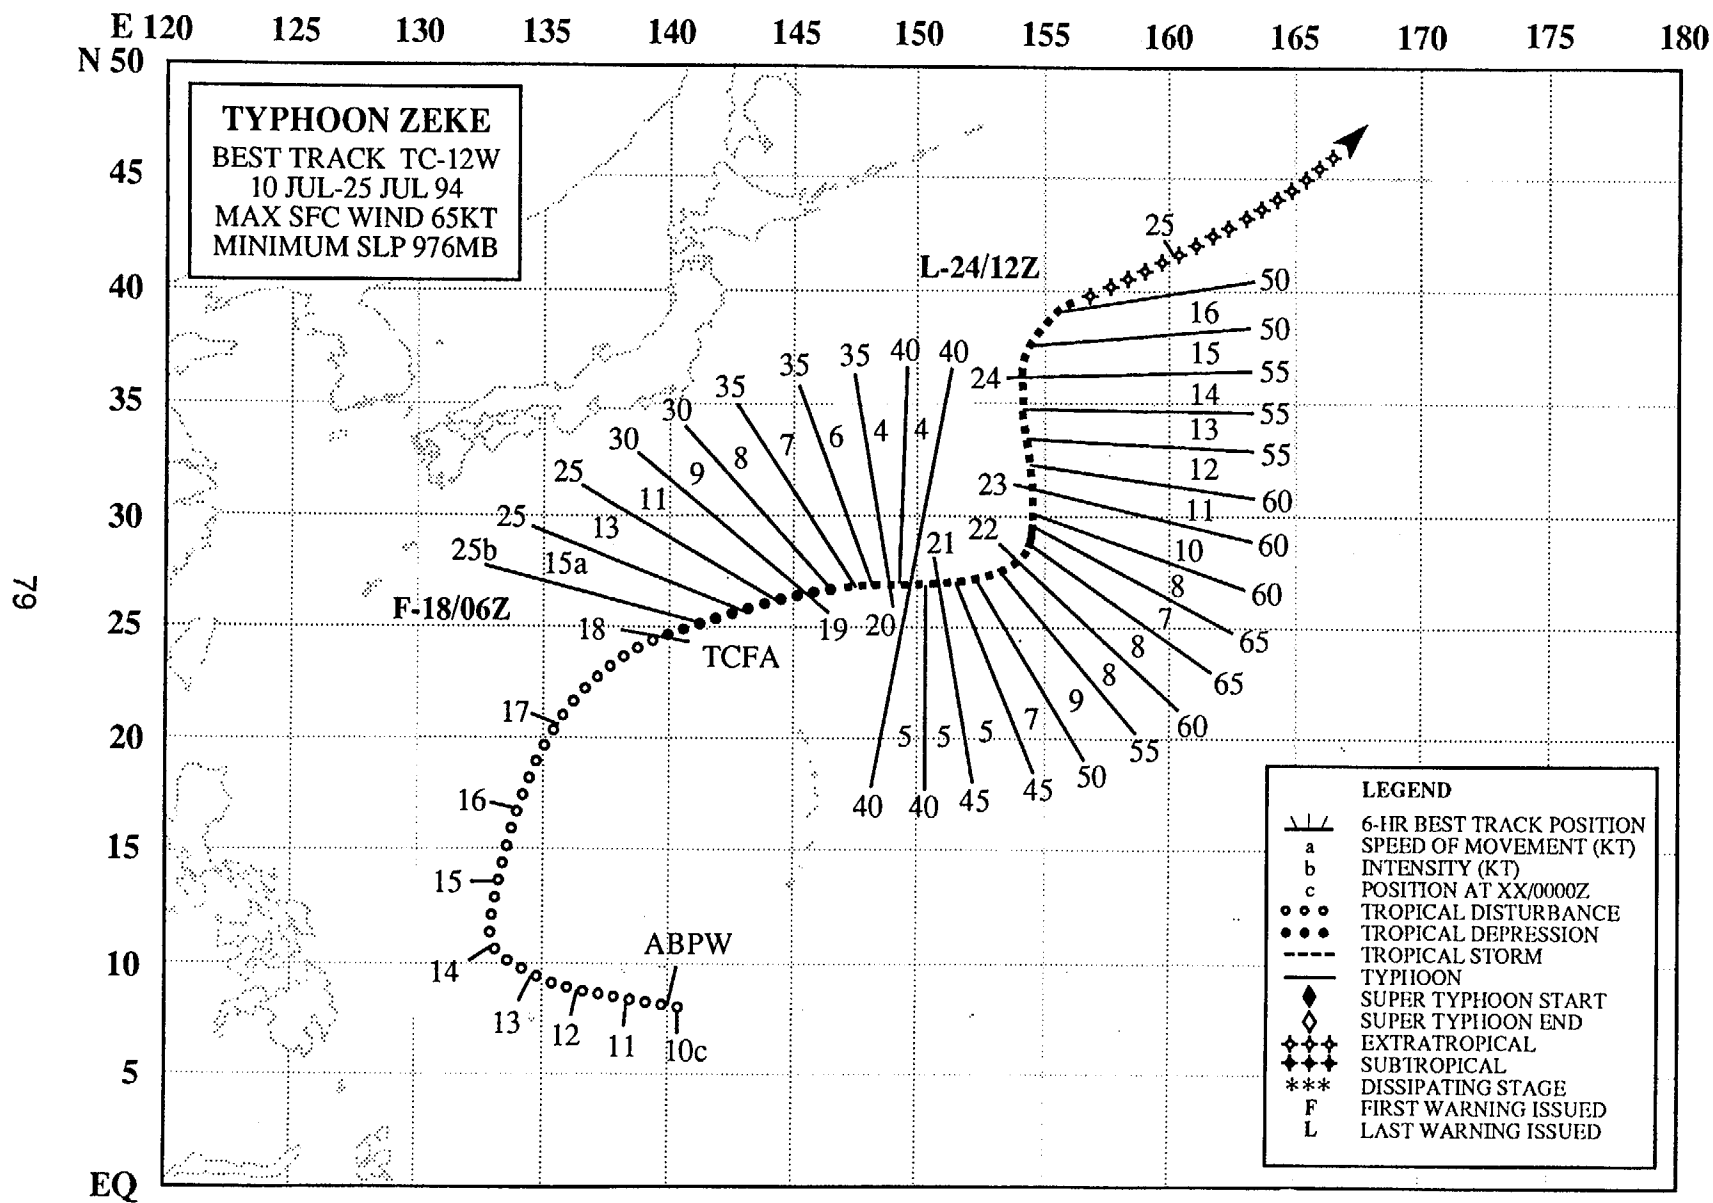 E 120 125 130 135 140 145 150 155 160 165 170 175 180
N 50
TYPHOON ZEKE
BEST TRACK TC-12W
10 JUL-25 JUL 94
MAX SFC WIND 65KT
MINIMUM SLP 976MB
45
25
L-24/12Z
40
50
16
50
15
24
55
14
55
13
55
12
60
11
60
10
60
8
65
7
65
8
60
8
55
9
50
7
45
5
45
5
40
5
40
23
22
21
35
40
40
4
4
35
6
35
7
35
8
30
9
30
11
25
13
25
15a
25b
30
F-18/06Z
25
18
TCFA
19
20
17
20
16
15
15
14
10
ABPW
13
12
11
10c
5
EQ
79
LEGEND
6-HR BEST TRACK POSITION
a SPEED OF MOVEMENT (KT)
b INTENSITY (KT)
c POSITION AT XX/0000Z
TROPICAL DISTURBANCE
TROPICAL DEPRESSION
TROPICAL STORM
TYPHOON
SUPER TYPHOON START
SUPER TYPHOON END
EXTRATROPICAL
SUBTROPICAL
*** DISSIPATING STAGE
F FIRST WARNING ISSUED
L LAST WARNING ISSUED